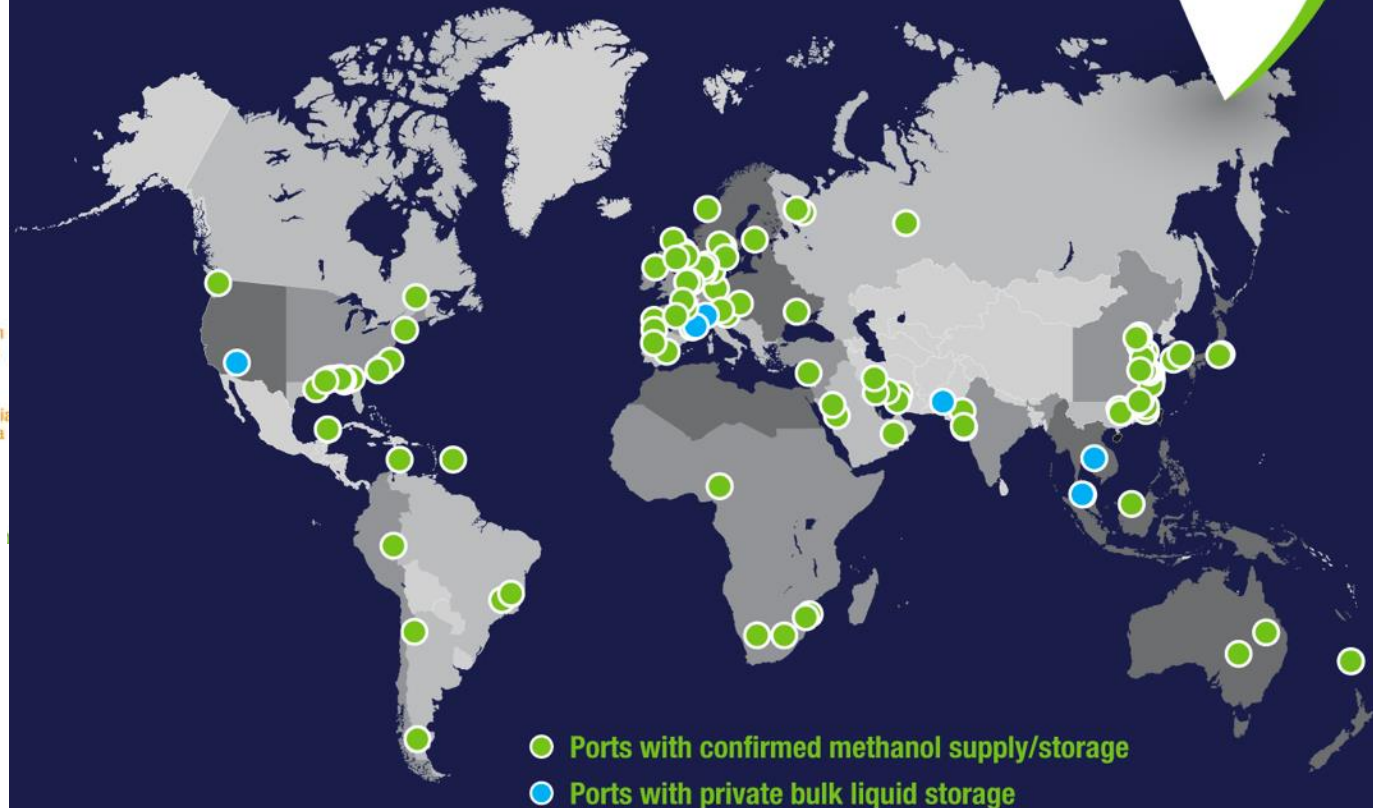 Ports with confirmed methanol supply/storage
Ports with private bulk liquid storage